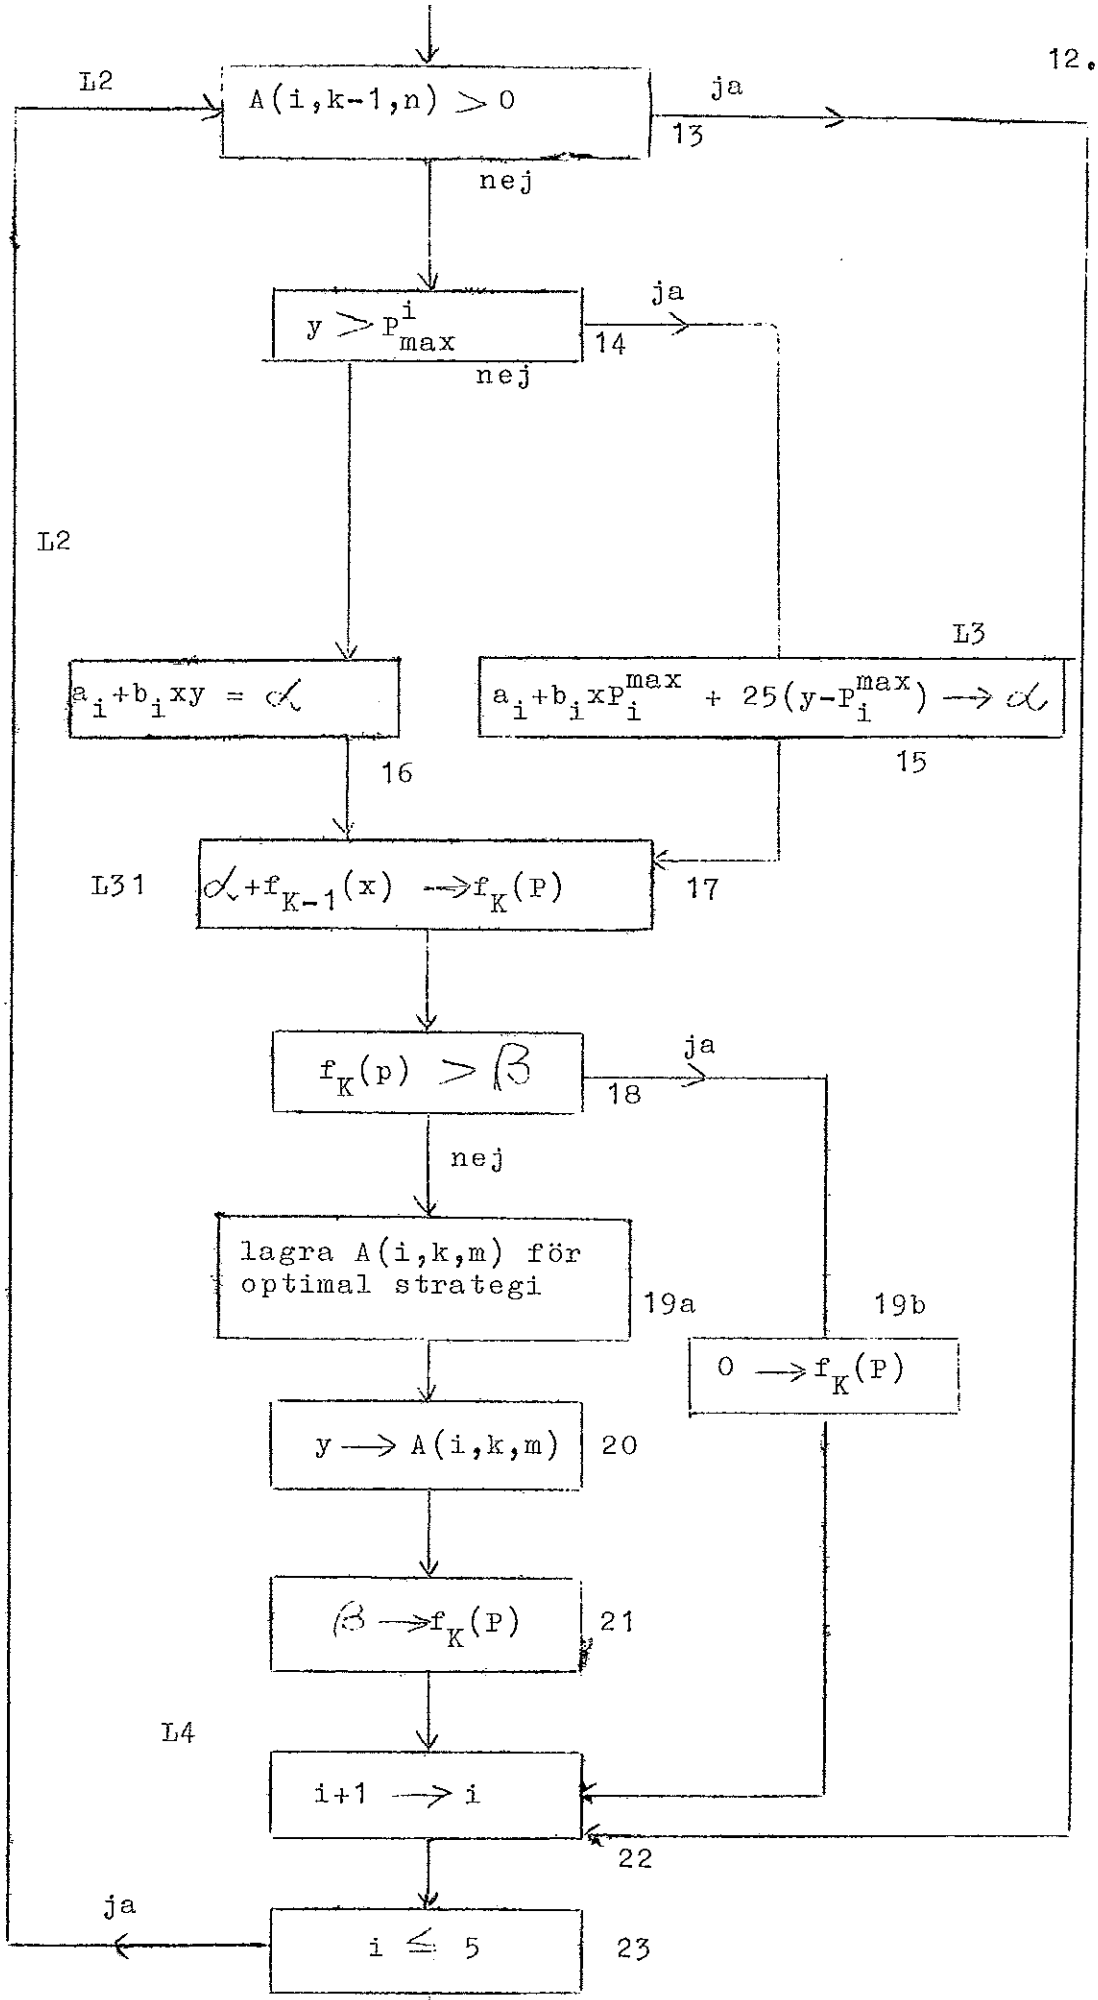 12.
L2
A(i,k-1,n) > 0
ja
13
nej
y > P_max^i
ja
14
nej
L2
L3
a_i+b_i xy = α
a_i+b_i xP_i^max + 25(y-P_i^max) → α
16
15
L31
α+f_K-1(x) → f_K(P)
17
f_K(p) > β
ja
18
nej
lagra A(i,k,m) för
optimal strategi
19a
19b
0 → f_K(P)
y → A(i,k,m)
20
β → f_K(P)
21
L4
i+1 → i
22
ja
i ≤ 5
23